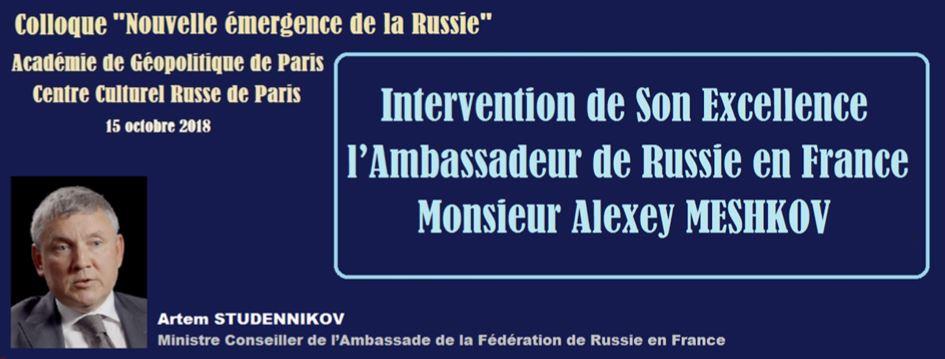 Colloque "Nouvelle émergence de la Russie"
Académie de Géopolitique de Paris
Centre Culturel Russe de Paris
15 octobre 2018
Intervention de Son Excellence
l'Ambassadeur de Russie en France
Monsieur Alexey MESHKOV
Artem STUDENNIKOV
Ministre Conseiller de l'Ambassade de la Fédération de Russie en France